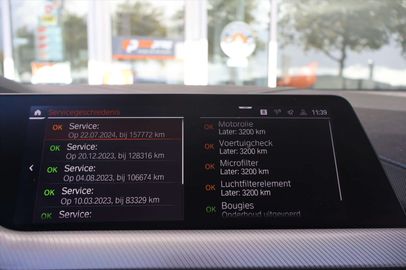 Servicegeschiedenis
11:39
OK Service:
Op 22.07.2024, bij 157772 km
OK Service:
Op 20.12.2023, bij 128316 km
OK Service:
Op 04.08.2023, bij 106674 km
OK Service:
Op 10.03.2023, bij 83329 km
OK Service:
OK Motorolie
Later: 3200 km
OK Voertuigcheck
Later: 3200 km
OK Microfilter
Later: 3200 km
OK Luchtfilterelement
Later: 3200 km
OK Bougies
Onderhoud uitgevoerd